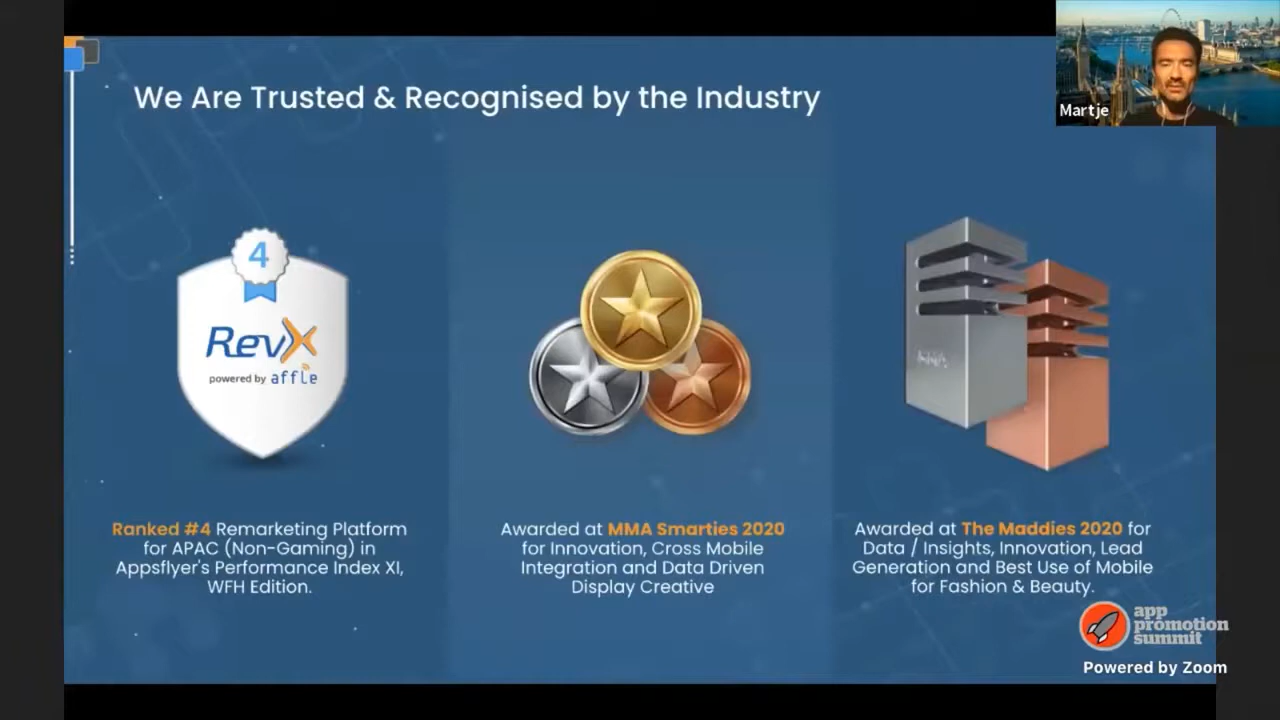 We Are Trusted & Recognised by the Industry
Martje
4
RevX
powered by affle
Ranked #4 Remarketing Platform
for APAC (Non-Gaming) in
Appsflyer's Performance Index XI,
WFH Edition.
Awarded at MMA Smarties 2020
for Innovation, Cross Mobile
Integration and Data Driven
Display Creative
Awarded at The Maddies 2020 for
Data / Insights, Innovation, Lead
Generation and Best Use of Mobile
for Fashion & Beauty.
app
promotion
summit
Powered by Zoom